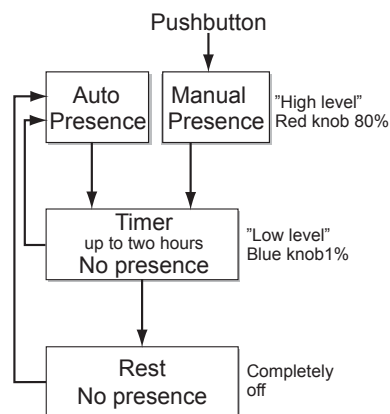 Pushbutton
Auto
Presence
Manual
Presence
”High level”
Red knob 80%
Timer
up to two hours
No presence
”Low level”
Blue knob1%
Rest
No presence
Completely
off